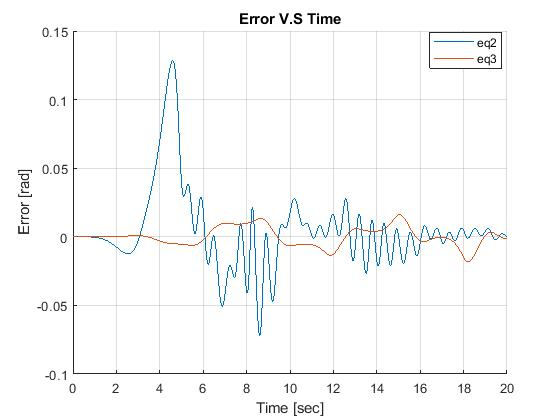 Error V.S Time
eq2
eq3
0.15
0.1
0.05
0
-0.05
-0.1
Error [rad]
0 2 4 6 8 10 12 14 16 18 20
Time [sec]